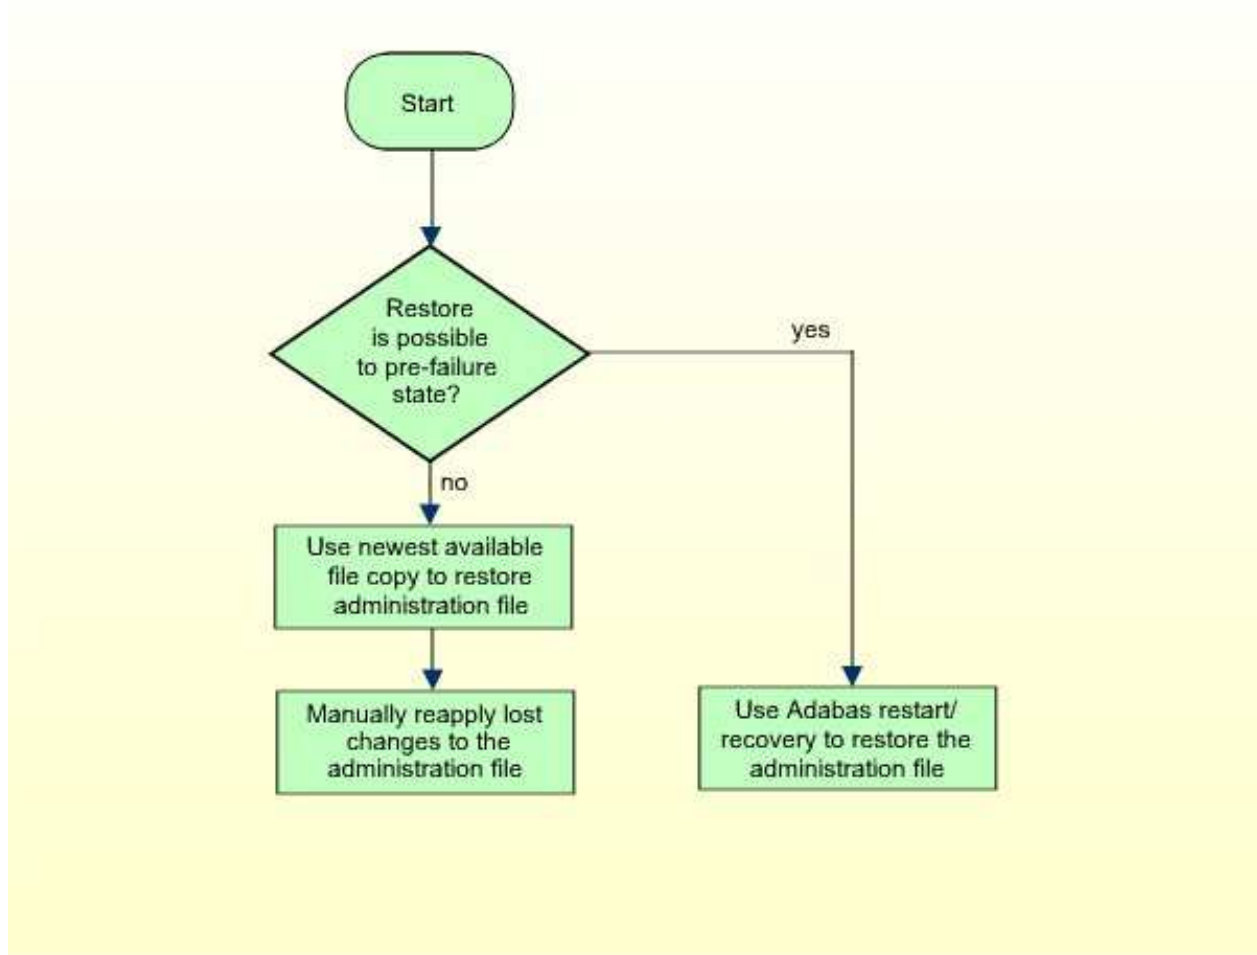 Start
Restore
is possible
to pre-failure
state?
yes
no
Use newest available
file copy to restore
administration file
Manually reapply lost
changes to the
administration file
Use Adabas restart/
recovery to restore the
administration file